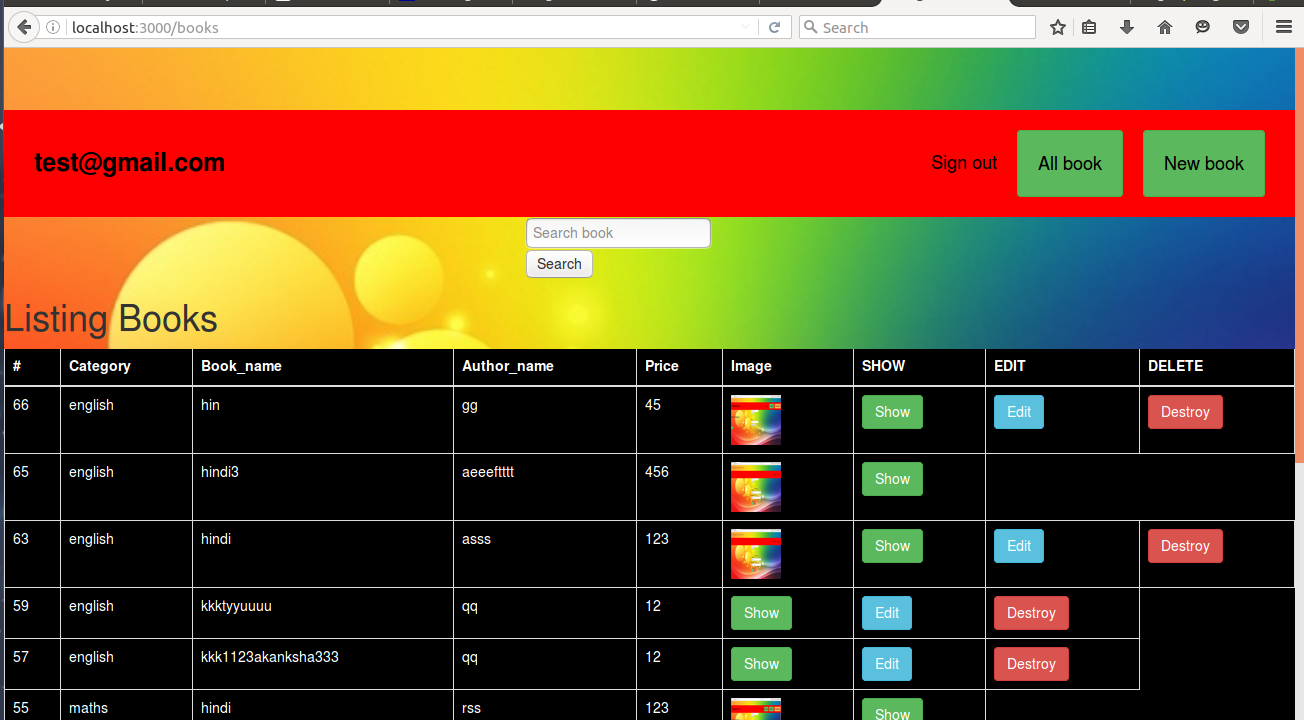 localhost:3000/books
Search
test@gmail.com
Sign out
All book
New book
Search book
Search
Listing Books
# Category Book_name Author_name Price Image SHOW EDIT DELETE
66 english hin gg 45 Show Edit Destroy
65 english hindi3 aeeeftttt 456 Show
63 english hindi asss 123 Show Edit Destroy
59 english kkktyyuuuu qq 12 Show Edit Destroy
57 english kkk1123akanksha333 qq 12 Show Edit Destroy
55 maths hindi rss 123 Show